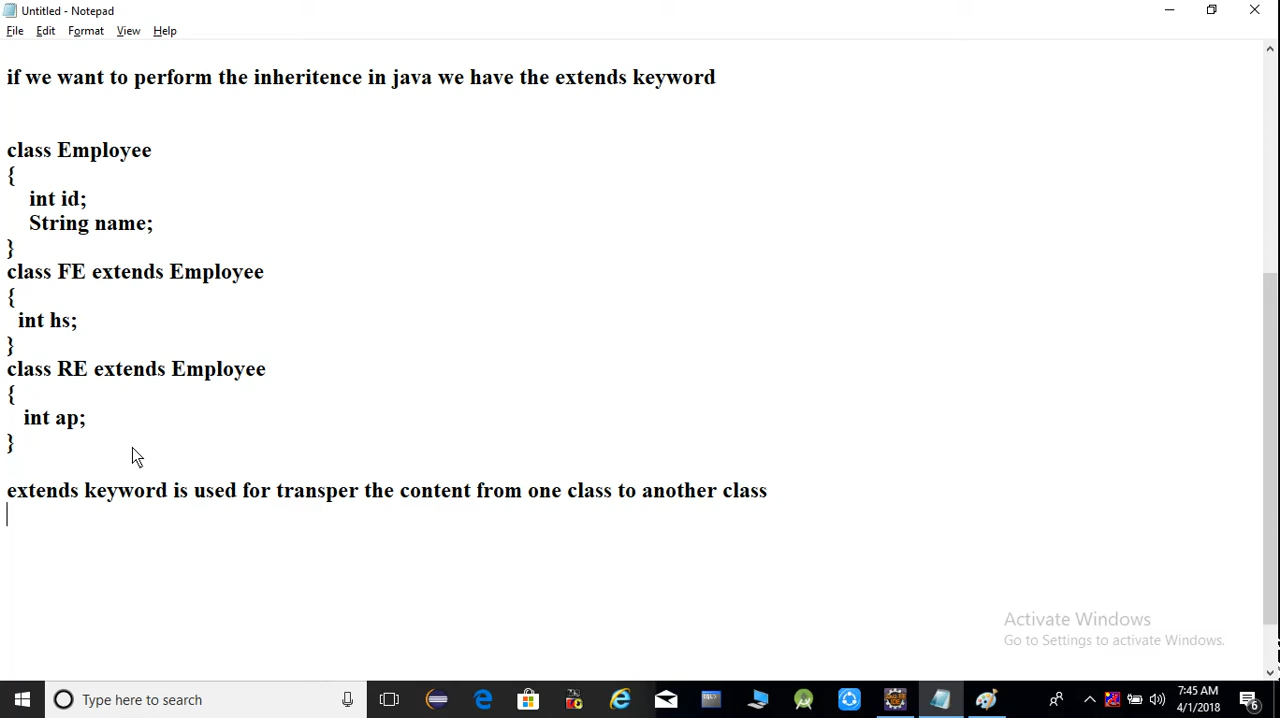 Untitled - Notepad
File Edit Format View Help
if we want to perform the inheritence in java we have the extends keyword
class Employee
{
int id;
String name;
}
class FE extends Employee
{
int hs;
}
class RE extends Employee
{
int ap;
}
extends keyword is used for transper the content from one class to another class
Activate Windows
Go to Settings to activate Windows.
Type here to search
7:45 AM
4/1/2018
6